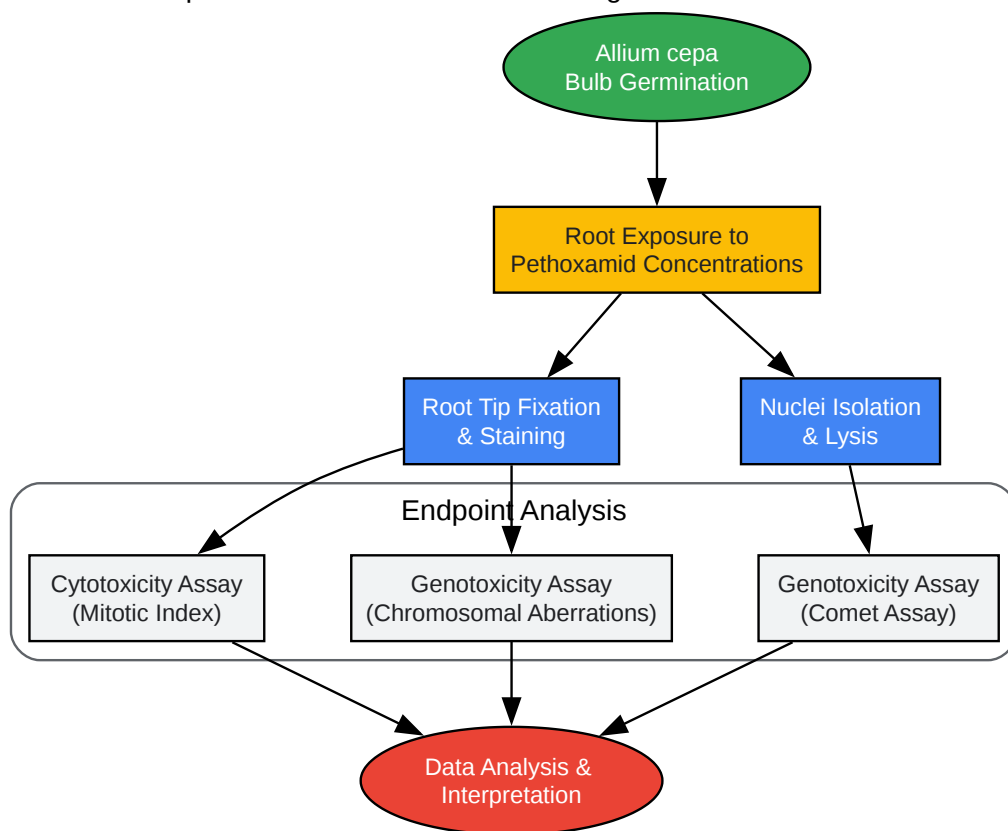 Allium cepa
Bulb Germination
Root Exposure to
Pethoxamid Concentrations
Root Tip Fixation
& Staining
Nuclei Isolation
& Lysis
Endpoint Analysis
Cytotoxicity Assay
(Mitotic Index)
Genotoxicity Assay
(Chromosomal Aberrations)
Genotoxicity Assay
(Comet Assay)
Data Analysis &
Interpretation